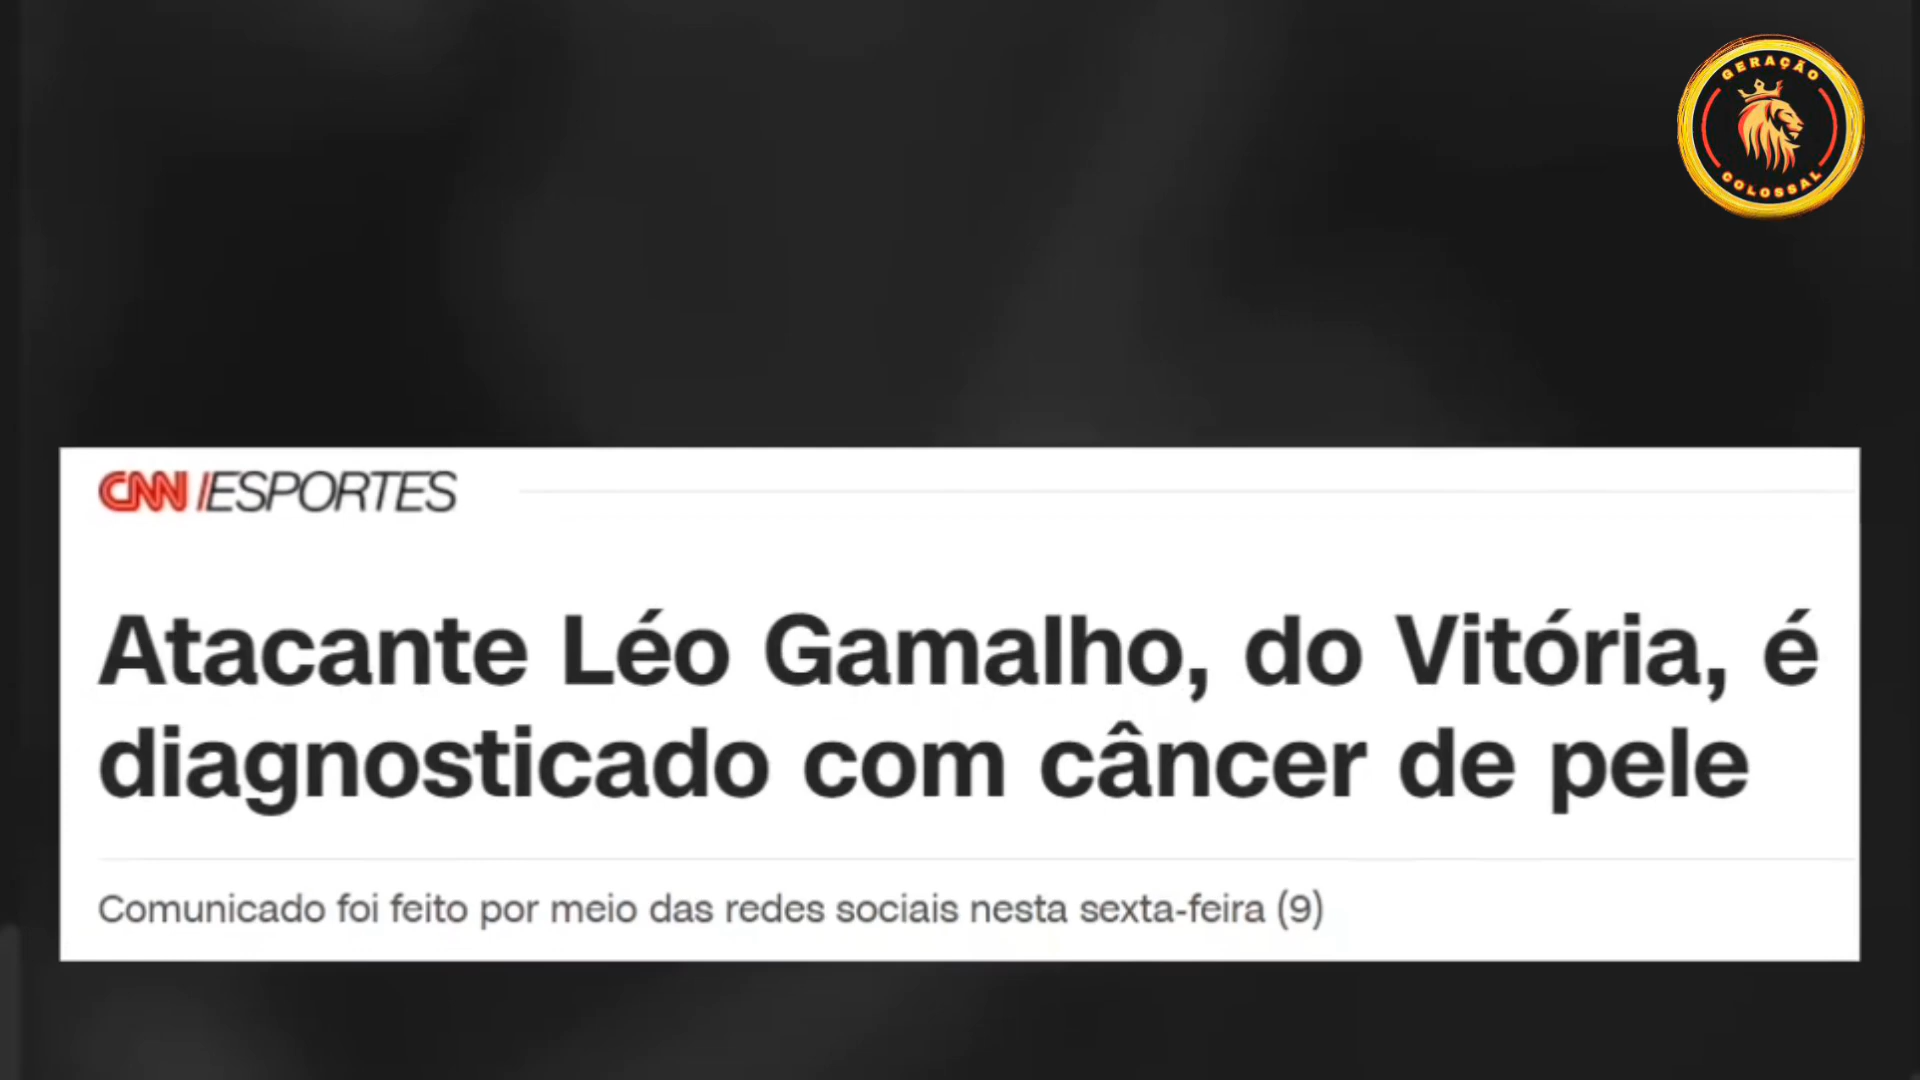 GERAÇÃO
COLOSSAL
CNN/ESPORTES
Atacante Léo Gamalho, do Vitória, é
diagnosticado com câncer de pele
Comunicado foi feito por meio das redes sociais nesta sexta-feira (9)